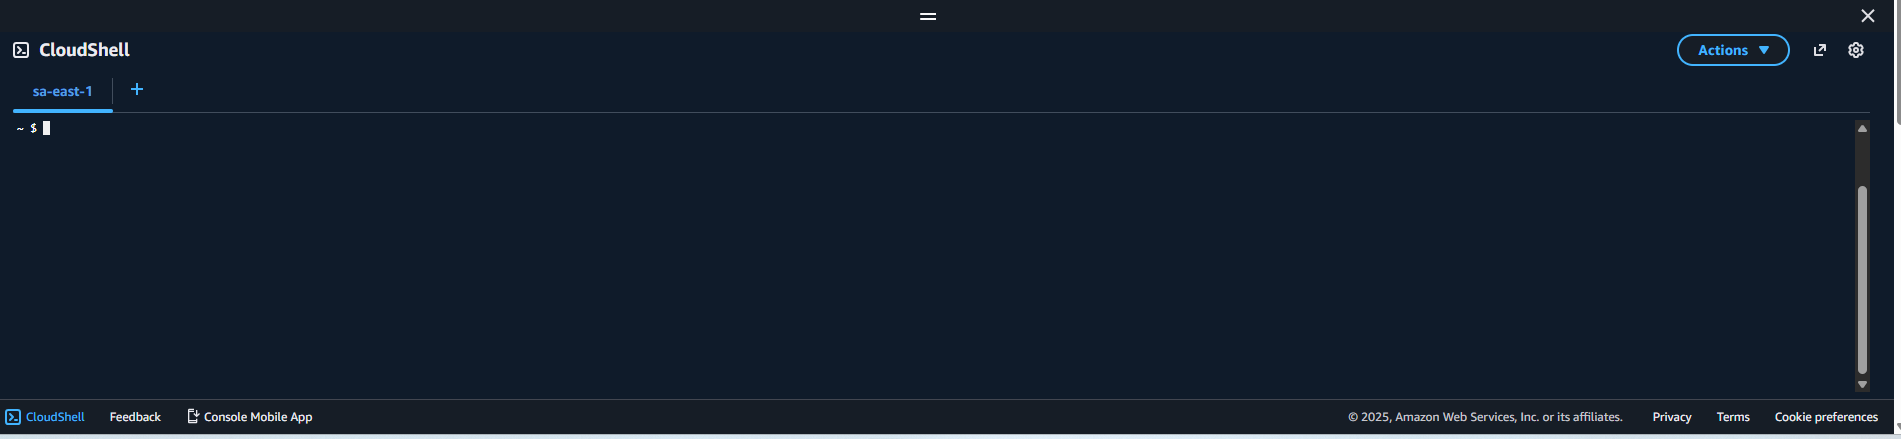 CloudShell
Actions
sa-east-1
~ $
CloudShell Feedback Console Mobile App © 2025, Amazon Web Services, Inc. or its affiliates. Privacy Terms Cookie preferences